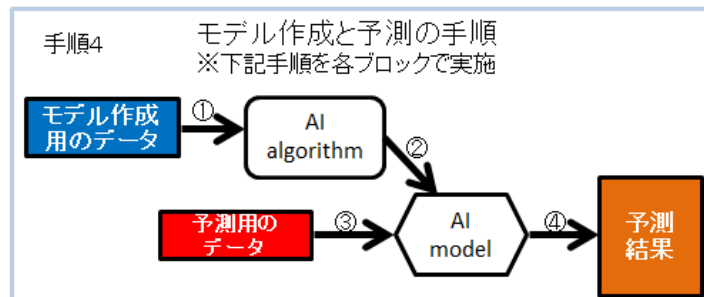 手順4
モデル作成と予測の手順
※下記手順を各ブロックで実施
モデル作成
用のデータ
①
AI
algorithm
②
予測用の
データ
③
AI
model
④
予測
結果